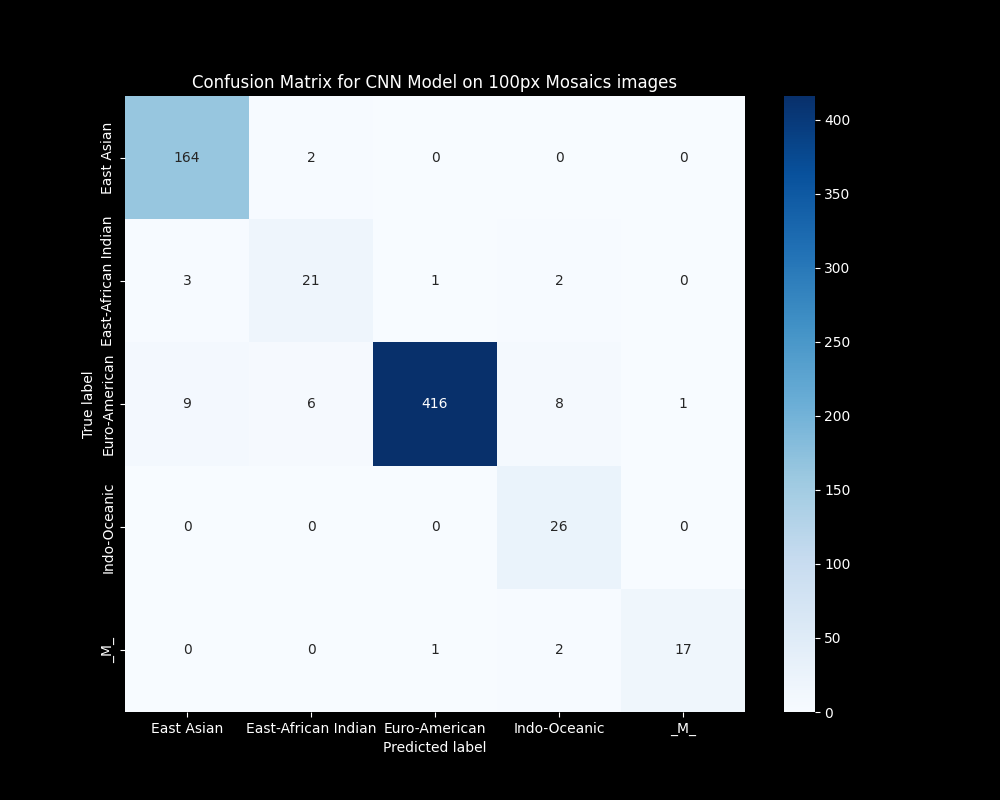 Confusion Matrix for CNN Model on 100px Mosaics images
True label
East Asian
164 2 0 0 0
East-African Indian
3 21 1 2 0
Euro-American
9 6 416 8 1
Indo-Oceanic
0 0 0 26 0
_M_
0 0 1 2 17
East Asian East-African Indian Euro-American Indo-Oceanic _M_
Predicted label
400
350
300
250
200
150
100
50
0